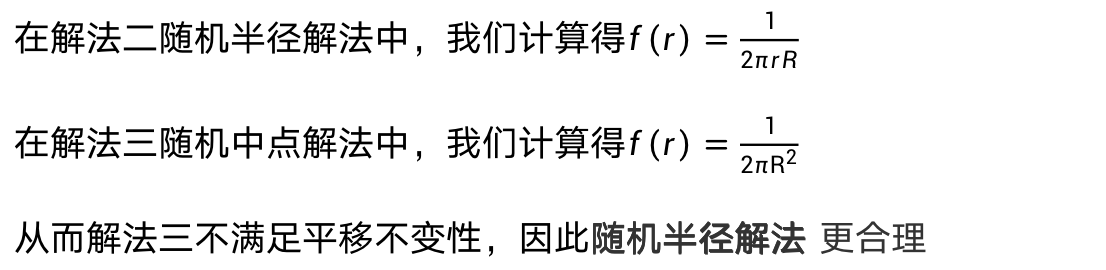 在解法二随机半径解法中，我们计算得f(r) = 1/(2πrR)
在解法三随机中点解法中，我们计算得f(r) = 1/(2πR²)
从而解法三不满足平移不变性，因此随机半径解法 更合理